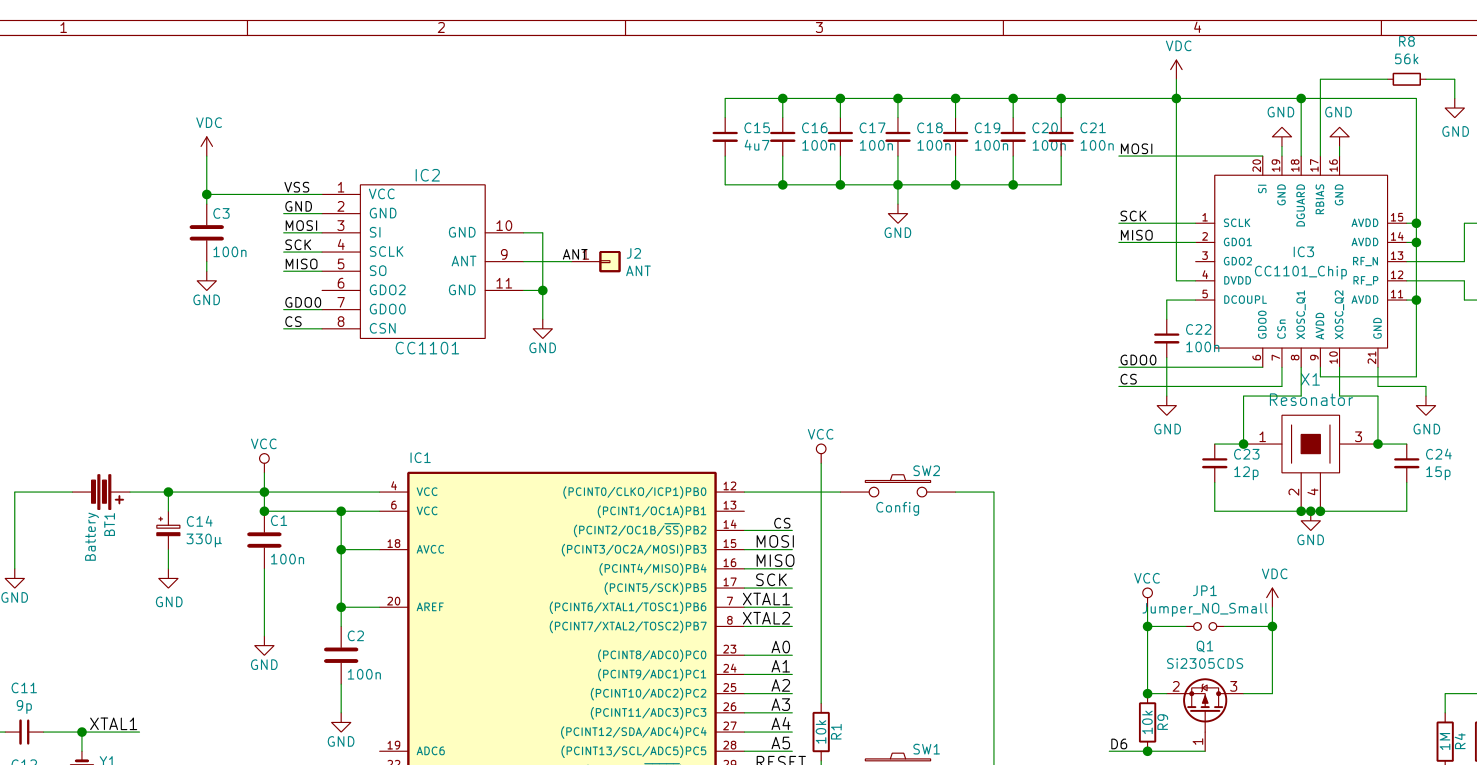 1 2 3 4
VDC
VSS
GND
MOSI
SCK
MISO
GDO0
CS
C3
100n
GND
IC2
1 VCC
2 GND
3 SI
4 SCLK
5 SO
6 GDO2
7 GDO0
8 CSN
GND 10
ANT 9
GND 11
CC1101
ANT
1
J2
ANT
GND
C15
4u7
C16
100n
C17
100n
C18
100n
C19
100n
C20
100n
C21
100n
GND
VDC
R8
56k
GND
GND
GND
MOSI
SCK
MISO
20 19 18 17 16
SI GND DGUARD RBIAS GND
1 SCLK
2 GDO1
3 GDO2
4 DVDD
5 DCOUPL
AVDD 15
AVDD 14
RF_N 13
RF_P 12
AVDD 11
IC3
CC1101_Chip
GDO0 CSn XOSC_Q1 AVDD XOSC_Q2 GND
6 7 8 9 10 21
C22
100n
GDO0
CS
GND
GND
X1
Resonator
1 3
2 4
C23
12p
C24
15p
GND
VCC
Battery
BT1
+
C14
330µ
C1
100n
GND
GND
GND
C2
100n
GND
IC1
4 VCC
6 VCC
18 AVCC
20 AREF
19 ADC6
22
(PCINT0/CLKO/ICP1)PB0 12
(PCINT1/OC1A)PB1 13
(PCINT2/OC1B/SS)PB2 14 CS
(PCINT3/OC2A/MOSI)PB3 15 MOSI
(PCINT4/MISO)PB4 16 MISO
(PCINT5/SCK)PB5 17 SCK
(PCINT6/XTAL1/TOSC1)PB6 7 XTAL1
(PCINT7/XTAL2/TOSC2)PB7 8 XTAL2
(PCINT8/ADC0)PC0 23 A0
(PCINT9/ADC1)PC1 24 A1
(PCINT10/ADC2)PC2 25 A2
(PCINT11/ADC3)PC3 26 A3
(PCINT12/SDA/ADC4)PC4 27 A4
(PCINT13/SCL/ADC5)PC5 28 A5
29 RESET
VCC
10k
R1
SW2
Config
SW1
VCC
VDC
JP1
Jumper_NO_Small
Q1
Si2305CDS
2 3
1
10k
R9
D6
1M
R4
C11
9p
XTAL1
C12
Y1